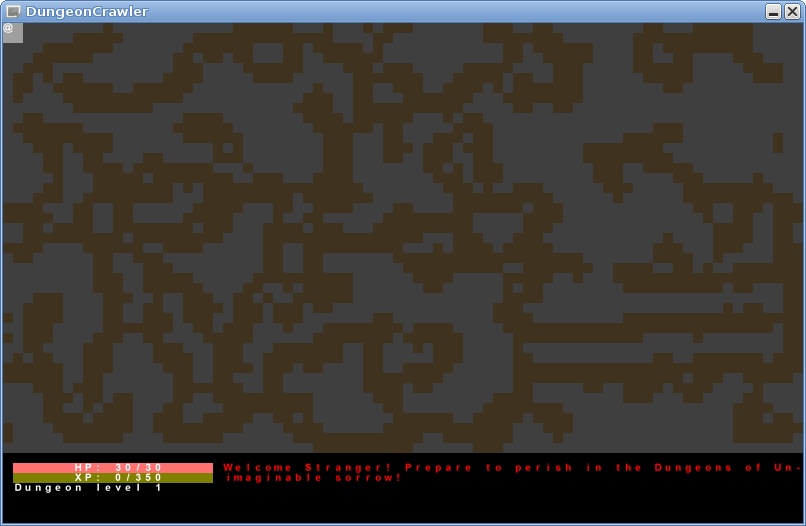 DungeonCrawler
@
HP: 30/30
XP: 0/350
Dungeon level 1
Welcome Stranger! Prepare to perish in the Dungeons of Un-
imaginable sorrow!